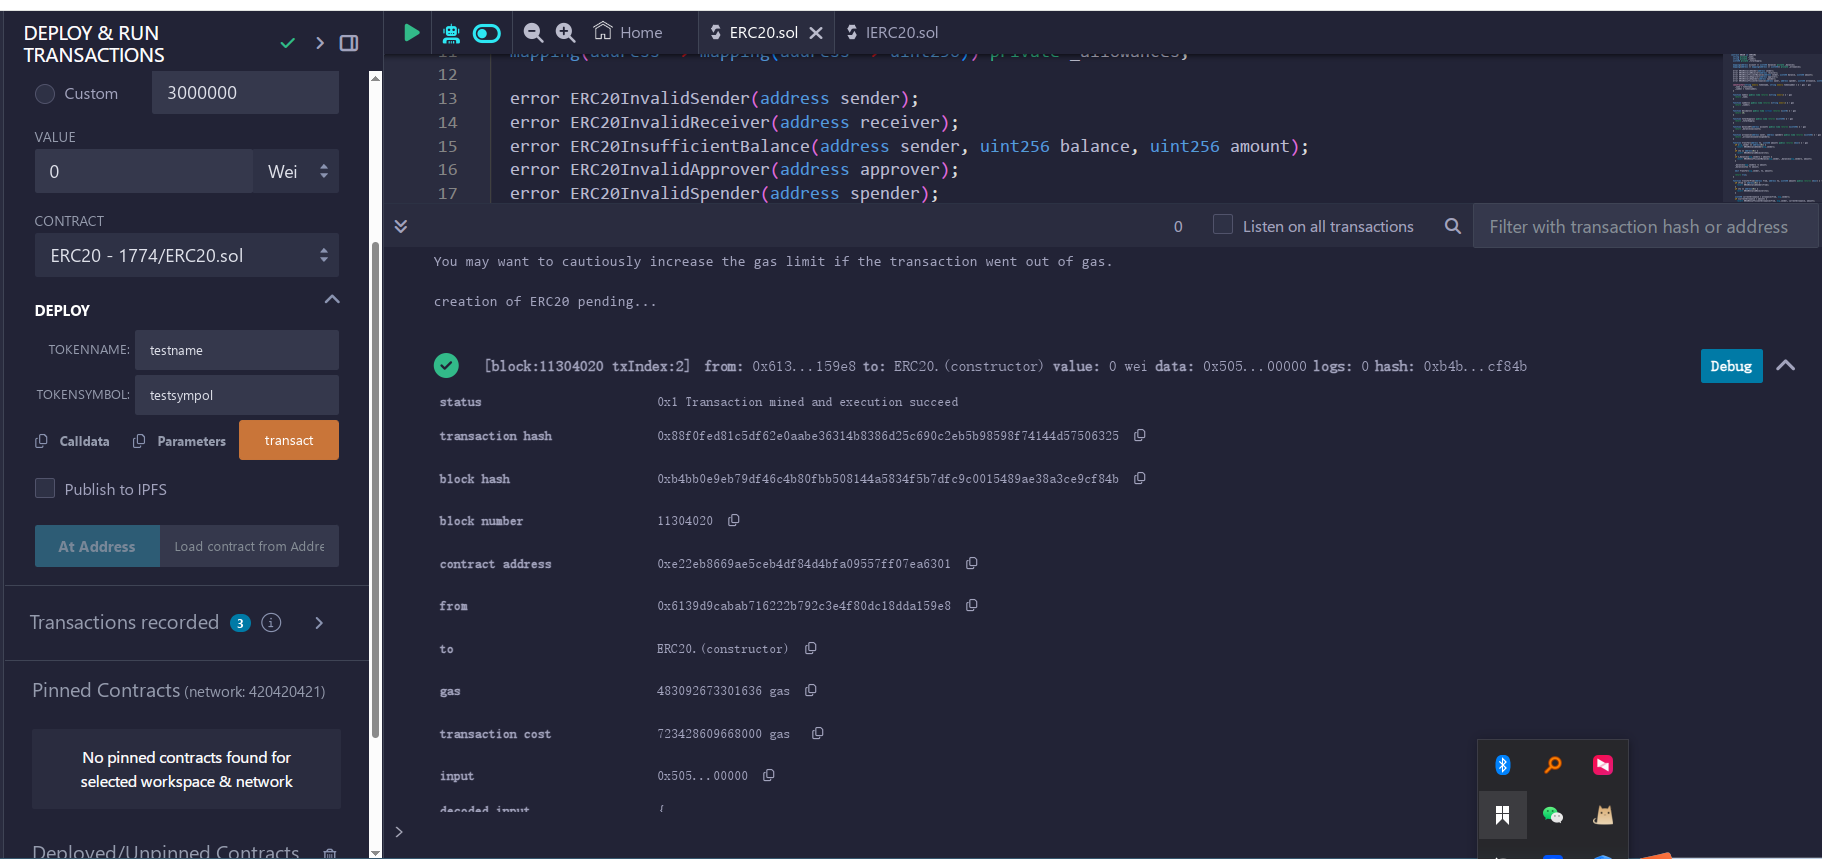 DEPLOY & RUN
TRANSACTIONS
Custom
3000000
VALUE
0
Wei
CONTRACT
ERC20 - 1774/ERC20.sol
DEPLOY
TOKENNAME:
testname
TOKENSYMBOL:
testsympol
Calldata
Parameters
transact
Publish to IPFS
At Address
Load contract from Addre
Transactions recorded 3 i
Pinned Contracts (network: 420420421)
No pinned contracts found for
selected workspace & network
Deployed/Unpinned Contracts
Home
ERC20.sol
IERC20.sol
11 mapping(address => mapping(address => uint256)) private _allowances;
12
13 error ERC20InvalidSender(address sender);
14 error ERC20InvalidReceiver(address receiver);
15 error ERC20InsufficientBalance(address sender, uint256 balance, uint256 amount);
16 error ERC20InvalidApprover(address approver);
17 error ERC20InvalidSpender(address spender);
0
Listen on all transactions
Filter with transaction hash or address
You may want to cautiously increase the gas limit if the transaction went out of gas.
creation of ERC20 pending...
[block:11304020 txIndex:2] from: 0x613...159e8 to: ERC20.(constructor) value: 0 wei data: 0x505...00000 logs: 0 hash: 0xb4b...cf84b
Debug
status 0x1 Transaction mined and execution succeed
transaction hash 0x88f0fed81c5df62e0aabe36314b8386d25c690c2eb5b98598f74144d57506325
block hash 0xb4bb0e9eb79df46c4b80fbb508144a5834f5b7dfc9c0015489ae38a3ce9cf84b
block number 11304020
contract address 0xe22eb8669ae5ceb4df84d4bfa09557ff07ea6301
from 0x6139d9cabab716222b792c3e4f80dc18dda159e8
to ERC20.(constructor)
gas 483092673301636 gas
transaction cost 723428609668000 gas
input 0x505...00000
decoded input {
>